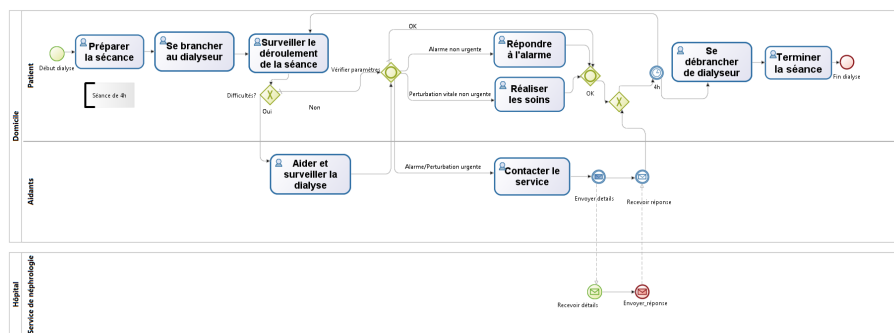 OK
Préparer
la sécance
Se brancher
au dialyseur
Surveiller le
déroulement
de la séance
Alarme non urgente
Répondre
à l'alarme
Se
débrancher
de dialyseur
Terminer
la séance
Début dialyse
Fin dialyse
Vérifier paramètres
Patient
Séance de 4h
Difficultés?
Oui
Non
Perturbation vitale non urgente
Réaliser
les soins
OK
4h
Domicile
Aidants
Aider et
surveiller la
dialyse
Alarme/Perturbation urgente
Contacter le
service
Envoyer détails
Recevoir réponse
Hôpital
Service de néphrologie
Recevoir détails
Envoyer_réponse